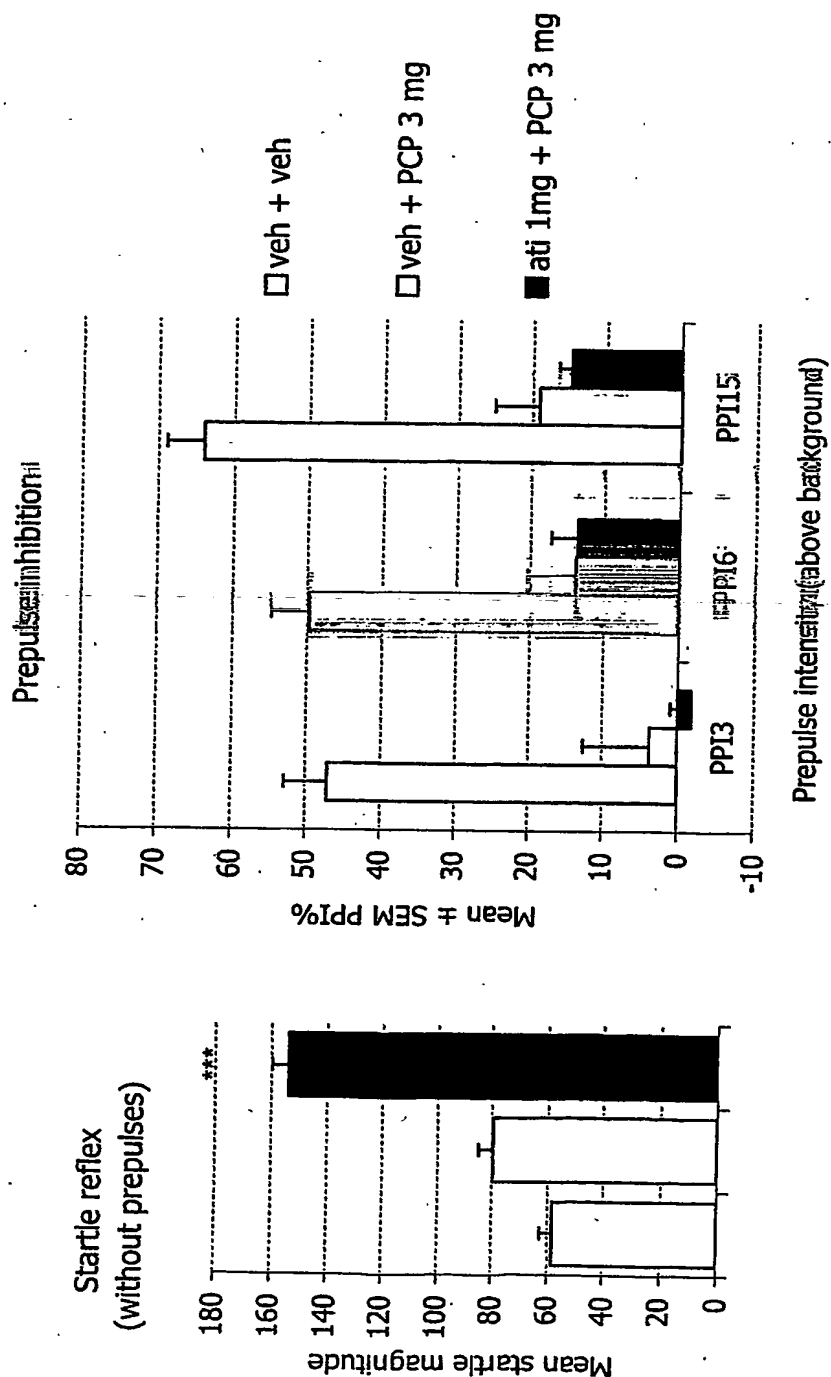 Startle reflex
(without prepulses)
***
180
160
140
120
100
80
60
40
20
0
Mean startle magnitude
Prepulse inhibition
80
70
60
50
40
30
20
10
0
-10
Mean ± SEM PPI%
PPI3
PPI6
PPI15
Prepulse intensity (above background)
veh + veh
veh + PCP 3 mg
ati 1mg + PCP 3 mg